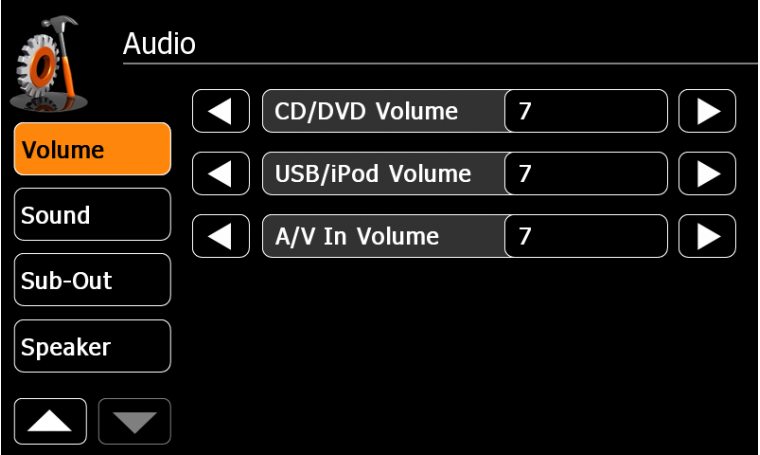 Audio
CD/DVD Volume 7
Volume
USB/iPod Volume 7
Sound
A/V In Volume 7
Sub-Out
Speaker